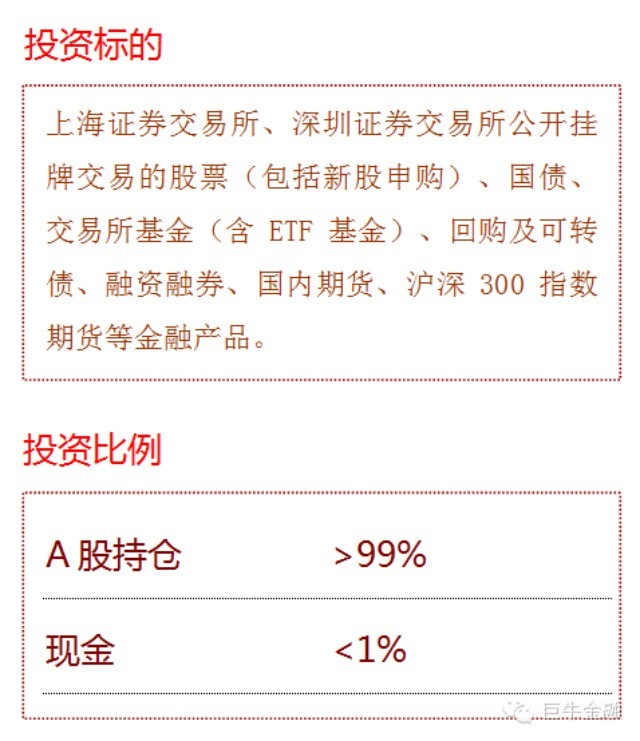 投资标的
上海证券交易所、深圳证券交易所公开挂
牌交易的股票（包括新股申购）、国债、
交易所基金（含 ETF 基金）、回购及可转
债、融资融券、国内期货、沪深 300 指数
期货等金融产品。
投资比例
A 股持仓 >99%
现金 <1%
巨牛金融